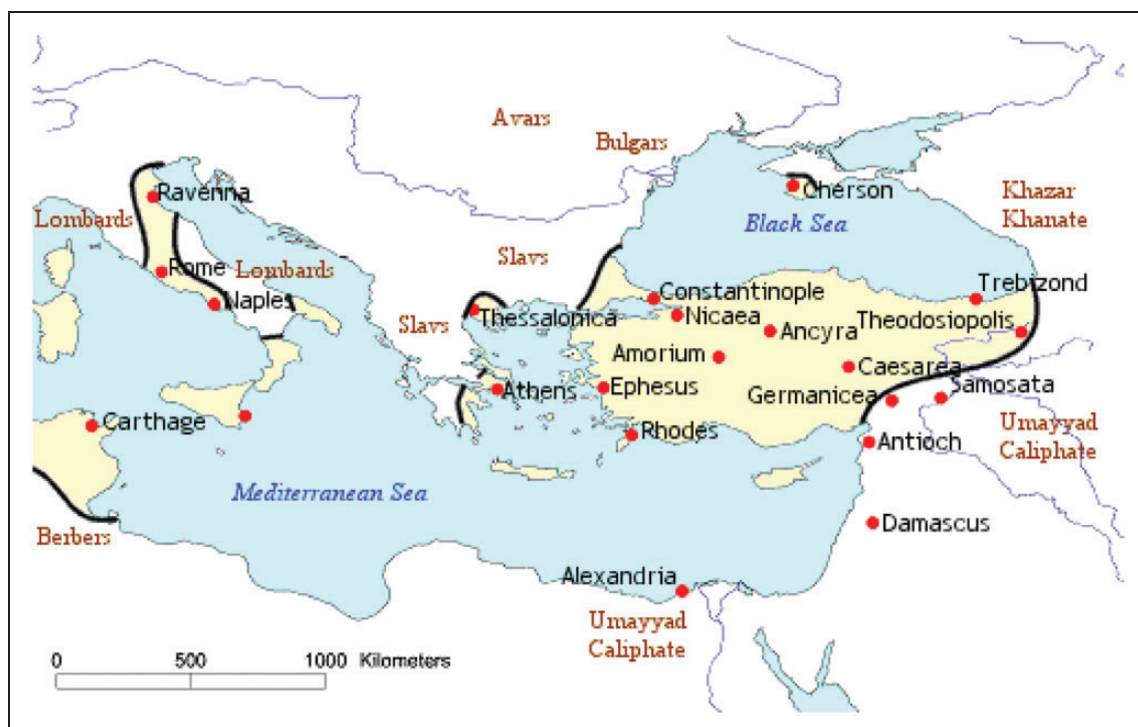 Avars
Bulgars
Ravenna
Cherson
Khazar
Khanate
Lombards
Black Sea
Slavs
Rome
Lombards
Trebizond
Naples
Constantinople
Thessalonica
Nicaea
Theodosiopolis
Slavs
Ancyra
Amorium
Caesarea
Athens
Ephesus
Germanicea
Samosata
Carthage
Rhodes
Umayyad
Caliphate
Antioch
Mediterranean Sea
Damascus
Berbers
Alexandria
Umayyad
Caliphate
0 500 1000 Kilometers